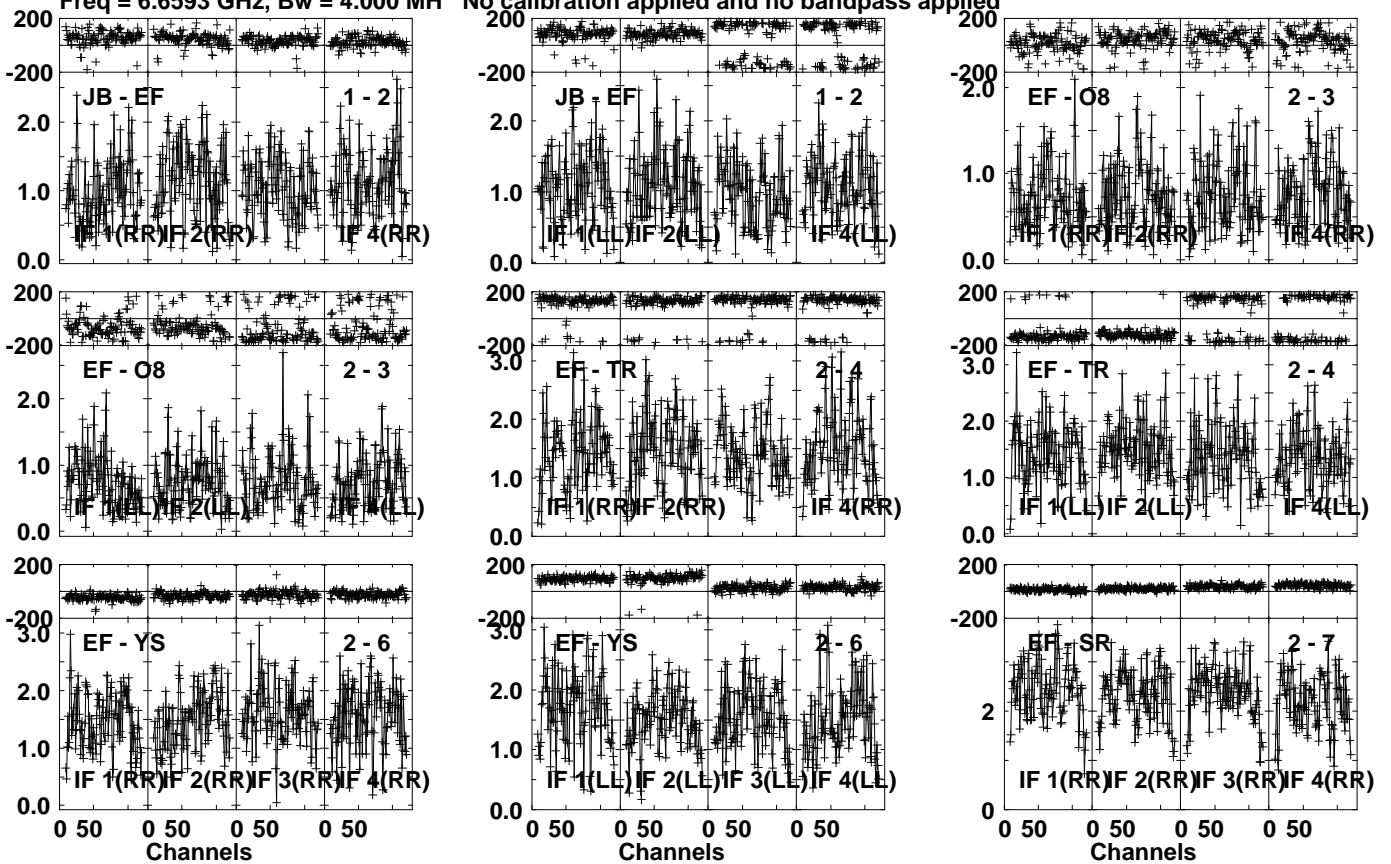 Freq = 6.6593 GHz, Bw = 4.000 MH No calibration applied and no bandpass applied
200 200 200
-200 -200 -200
JB - EF 1 - 2 JB - EF 1 - 2 EF - O8 2 - 3
2.0 2.0 2.0
1.0 1.0 1.0
IF 1(RR) IF 2(RR) IF 4(RR) IF 1(LL) IF 2(LL) IF 4(LL) IF 1(RR) IF 2(RR) IF 4(RR)
0.0 0.0 0.0
200 200 200
-200 -200 -200
EF - O8 2 - 3 EF - TR 2 - 4 EF - TR 2 - 4
3.0 3.0
2.0 2.0 2.0
1.0 1.0 1.0
IF 1(LL) IF 2(LL) IF 4(LL) IF 1(RR) IF 2(RR) IF 4(RR) IF 1(LL) IF 2(LL) IF 4(LL)
0.0 0.0 0.0
200 200 200
-200 -200 -200
3.0 3.0
EF - YS 2 - 6 EF - YS 2 - 6 EF - SR 2 - 7
2.0 2.0 2
1.0 1.0
IF 1(RR) IF 2(RR) IF 3(RR) IF 4(RR) IF 1(LL) IF 2(LL) IF 3(LL) IF 4(LL) IF 1(RR) IF 2(RR) IF 3(RR) IF 4(RR)
0.0 0.0 0
0 50 0 50 0 50 0 50 0 50 0 50 0 50 0 50 0 50 0 50 0 50 0 50
Channels Channels Channels